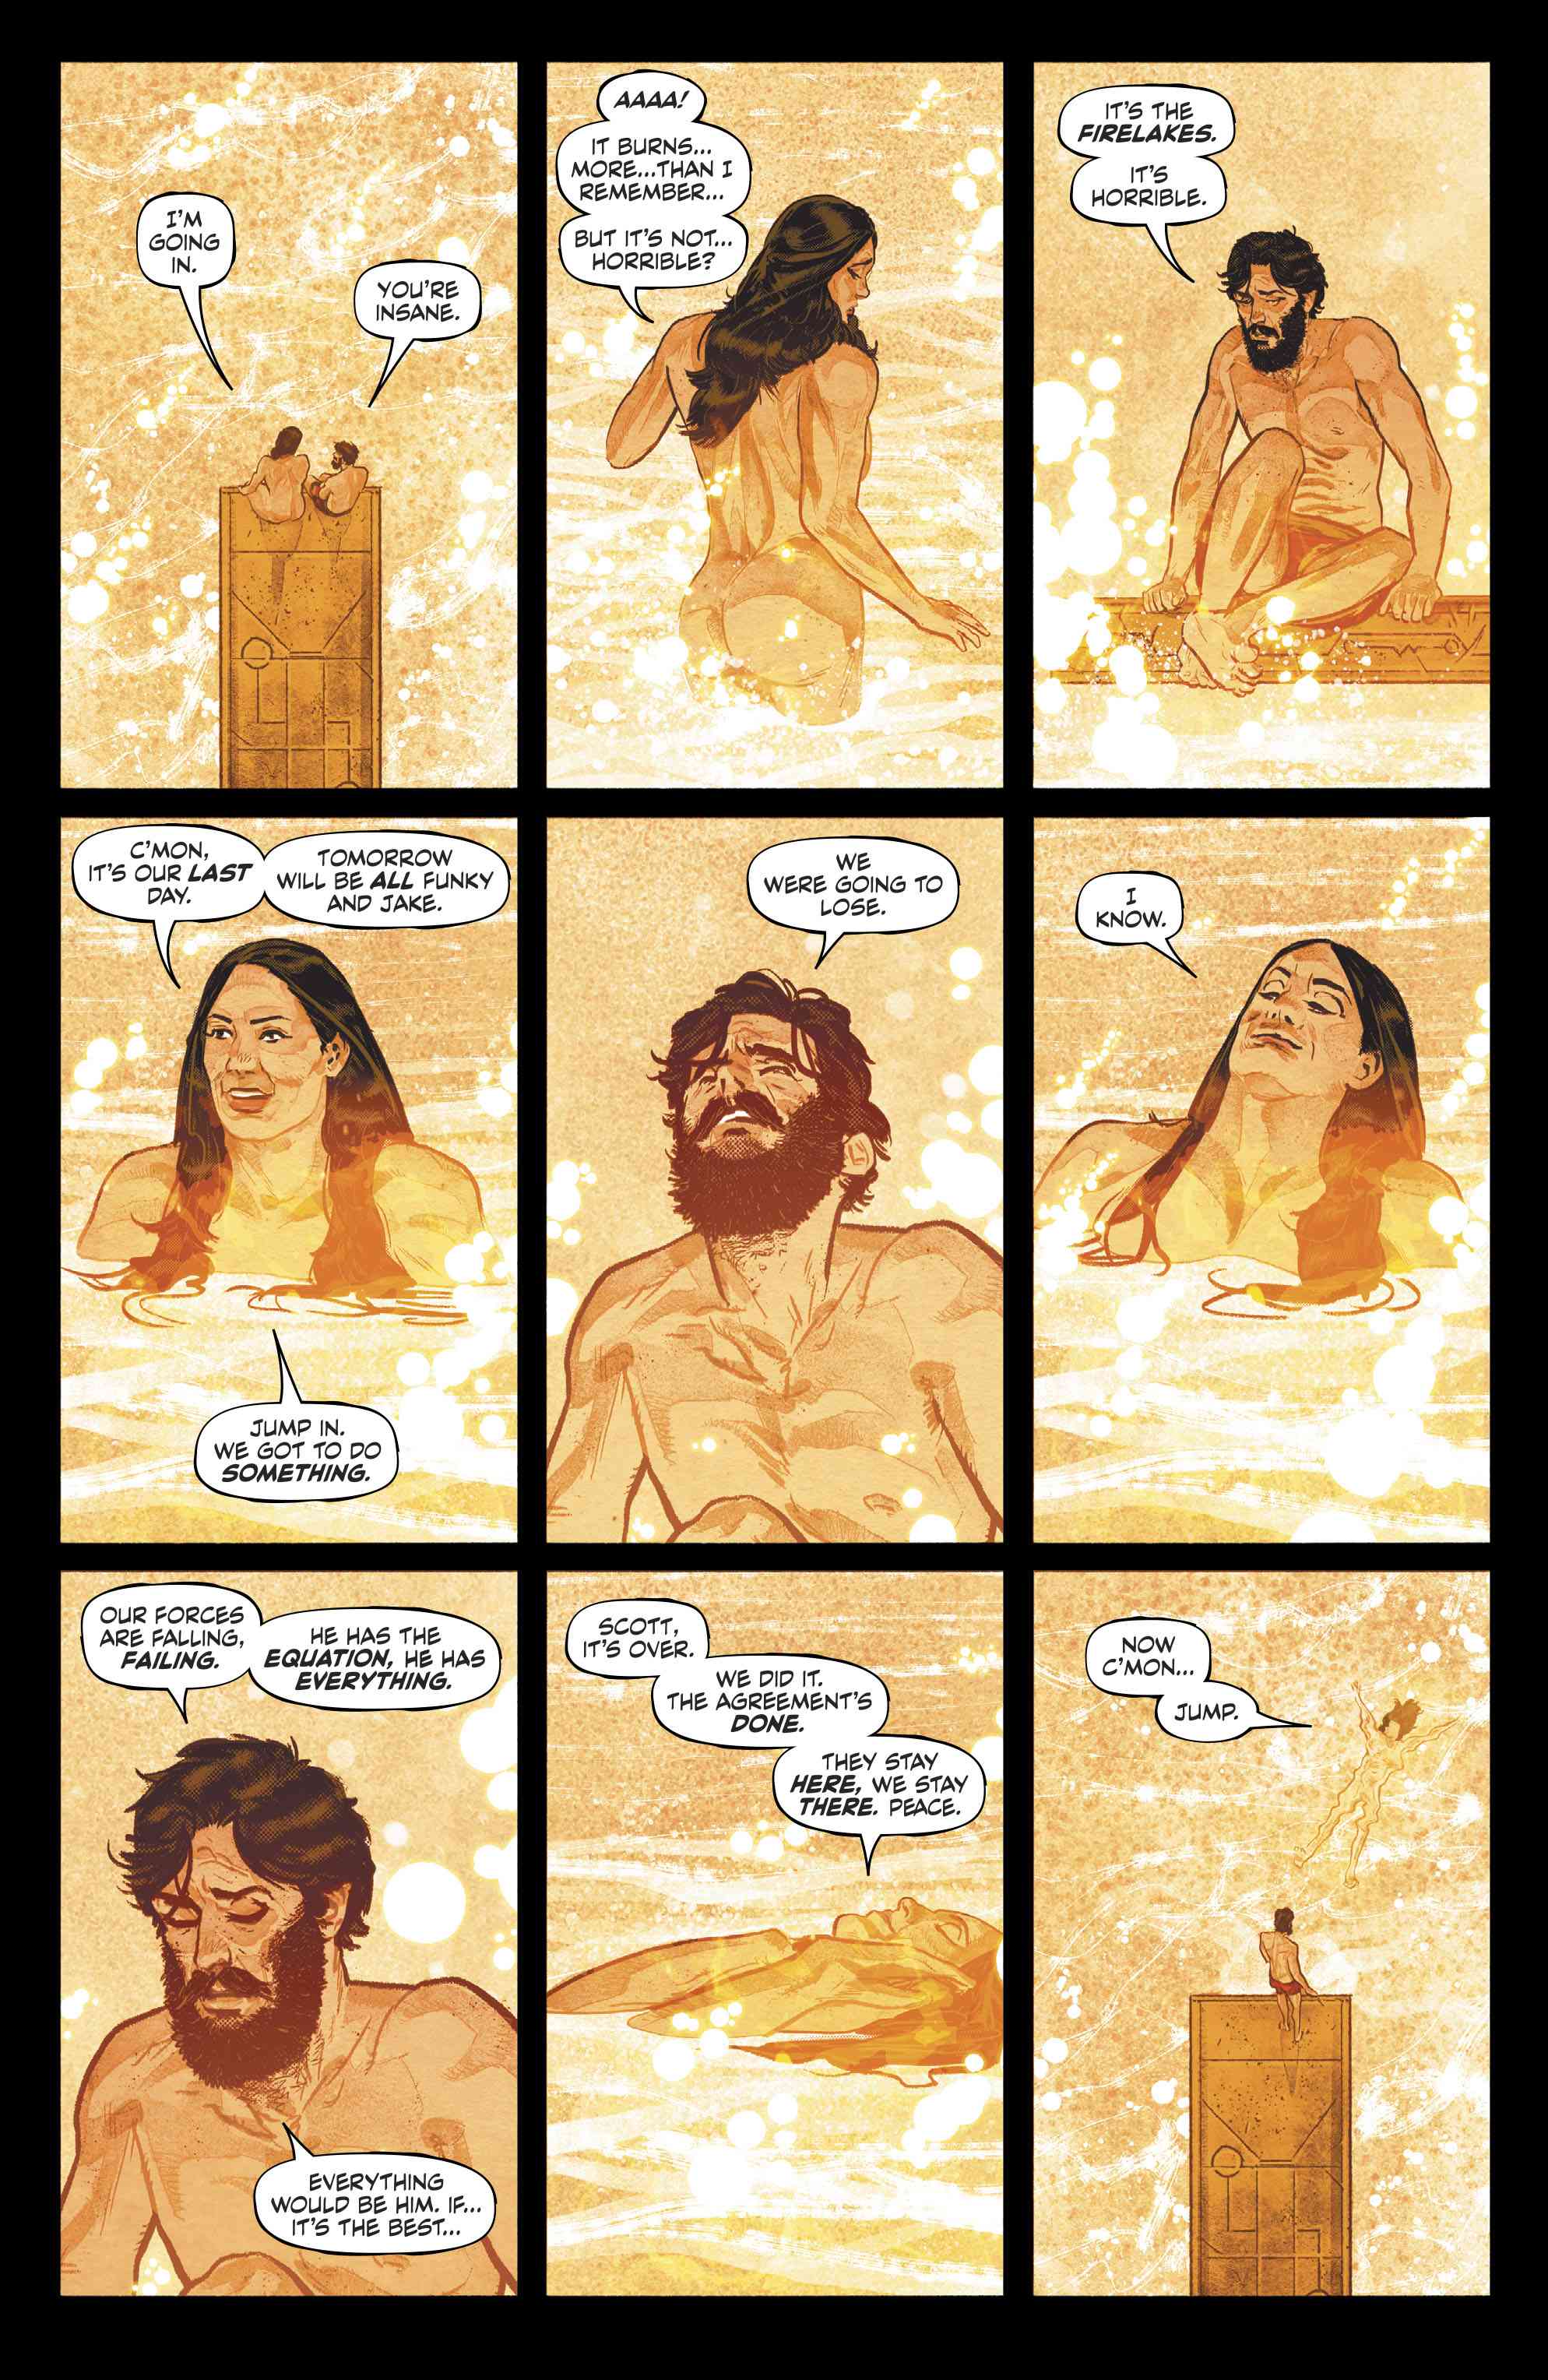 I'M
GOING
IN.
YOU'RE
INSANE.
AAAA!
IT BURNS...
MORE...THAN I
REMEMBER...
BUT IT'S NOT...
HORRIBLE?
IT'S THE
FIRELAKES.
IT'S
HORRIBLE.
C'MON,
IT'S OUR LAST
DAY.
TOMORROW
WILL BE ALL FUNKY
AND JAKE.
JUMP IN.
WE GOT TO DO
SOMETHING.
WE
WERE GOING TO
LOSE.
I
KNOW.
OUR FORCES
ARE FALLING,
FAILING.
HE HAS THE
EQUATION, HE HAS
EVERYTHING.
EVERYTHING
WOULD BE HIM. IF...
IT'S THE BEST...
SCOTT,
IT'S OVER.
WE DID IT.
THE AGREEMENT'S
DONE.
THEY STAY
HERE, WE STAY
THERE. PEACE.
NOW
C'MON...
JUMP.